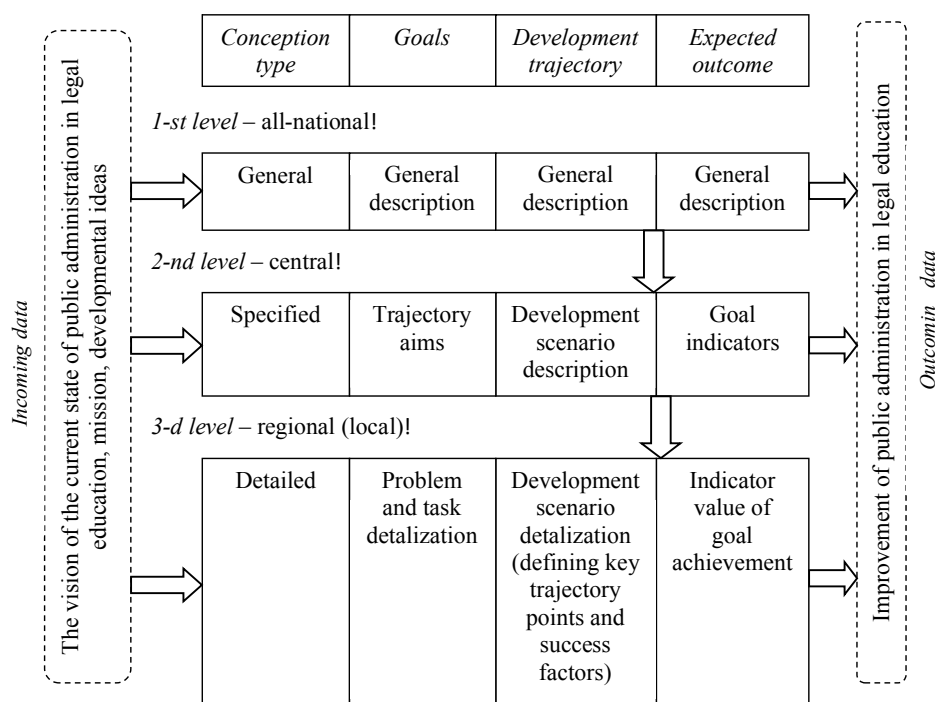 Incoming data
The vision of the current state of public administration in legal
education, mission, developmental ideas
Conception
type
Goals
Development
trajectory
Expected
outcome
1-st level – all-national!
General
General
description
General
description
General
description
2-nd level – central!
Specified
Trajectory
aims
Development
scenario
description
Goal
indicators
3-d level – regional (local)!
Detailed
Problem
and task
detalization
Development
scenario
detalization
(defining key
trajectory
points and
success
factors)
Indicator
value of
goal
achievement
Improvement of public administration in legal education
Outcomin data